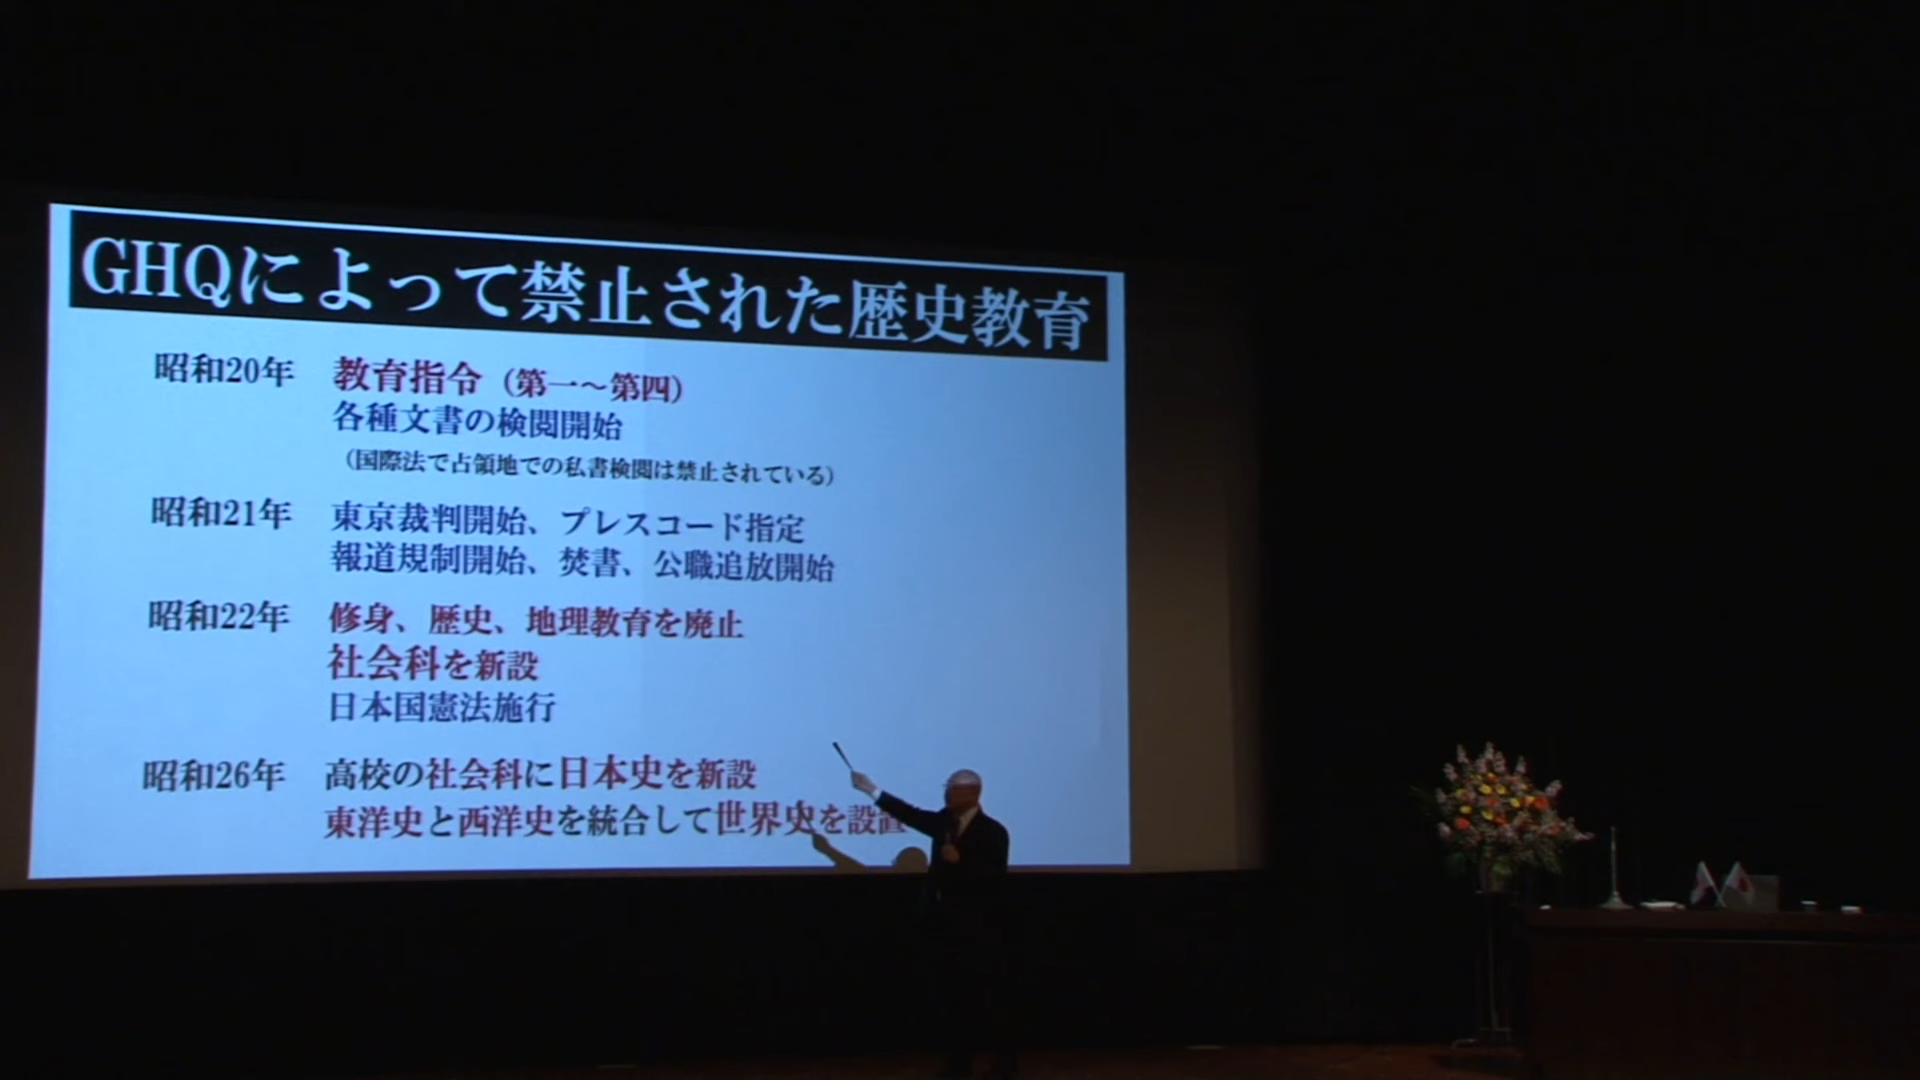 GHQによって禁止された歴史教育
昭和20年 教育指令（第一～第四）
各種文書の検閲開始
（国際法で占領地での私書検閲は禁止されている）
昭和21年 東京裁判開始、プレスコード指定
報道規制開始、焚書、公職追放開始
昭和22年 修身、歴史、地理教育を廃止
社会科を新設
日本国憲法施行
昭和26年 高校の社会科に日本史を新設
東洋史と西洋史を統合して世界史を設置